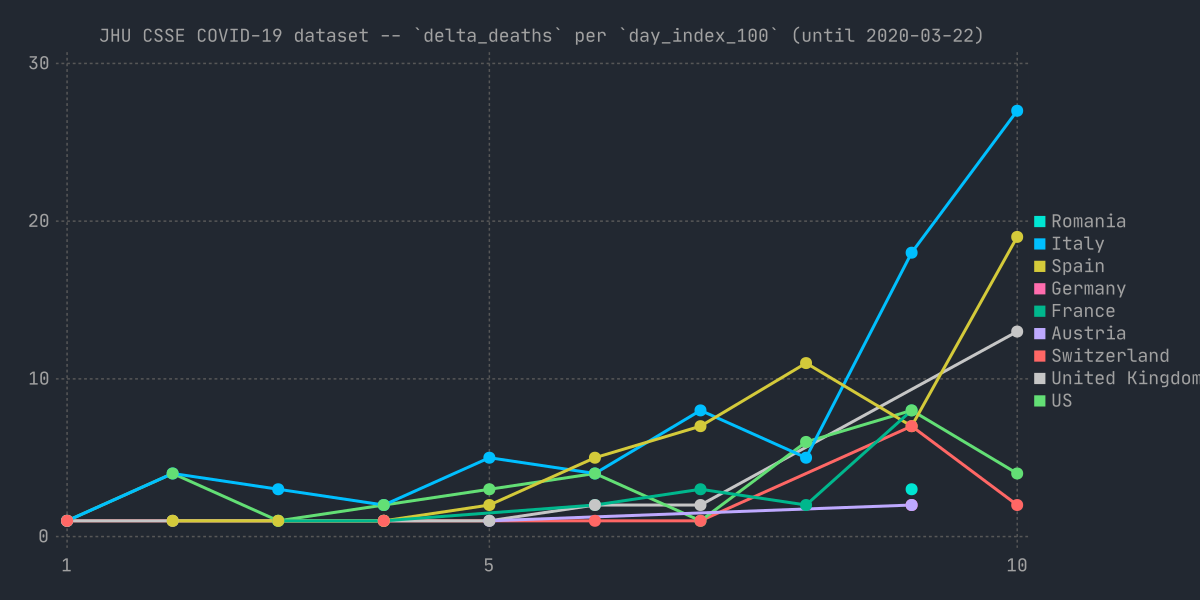 JHU CSSE COVID-19 dataset -- `delta_deaths` per `day_index_100` (until 2020-03-22)
30
20
10
0
1
5
10
Romania
Italy
Spain
Germany
France
Austria
Switzerland
United Kingdom
US